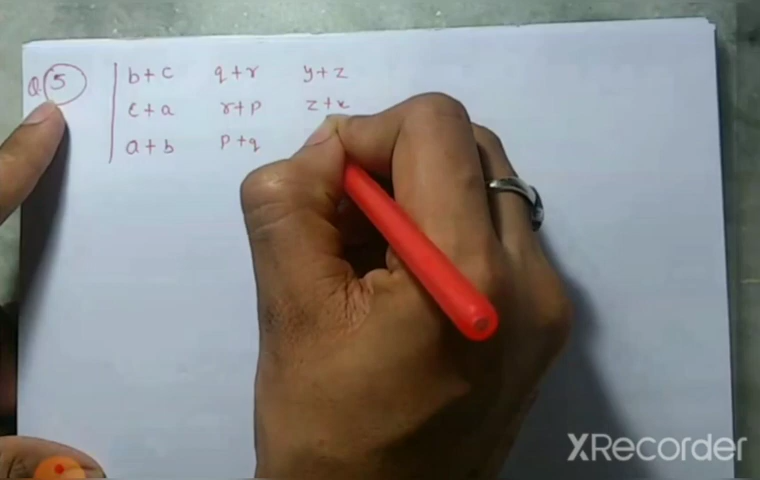 Q 5 | b+c q+r y+z
c+a r+p z+x
a+b p+q
XRecorder